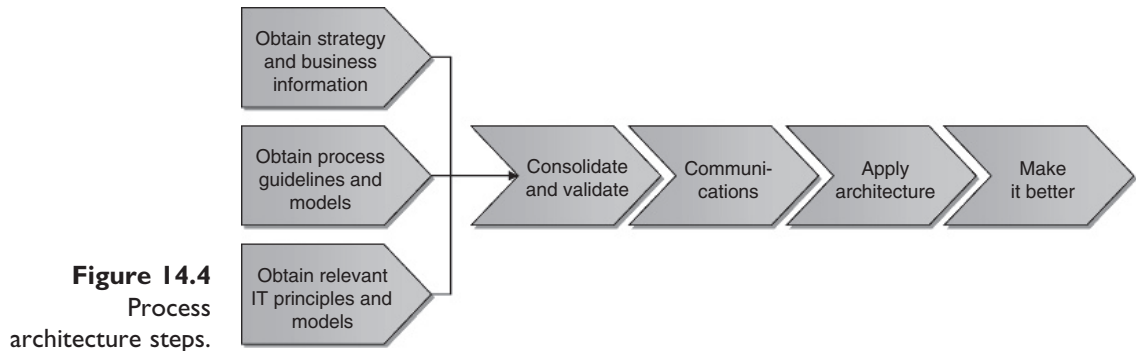 Obtain strategy
and business
information
Obtain process
guidelines and
models
Obtain relevant
IT principles and
models
Consolidate
and validate
Communi-
cations
Apply
architecture
Make
it better
Figure 14.4
Process
architecture steps.